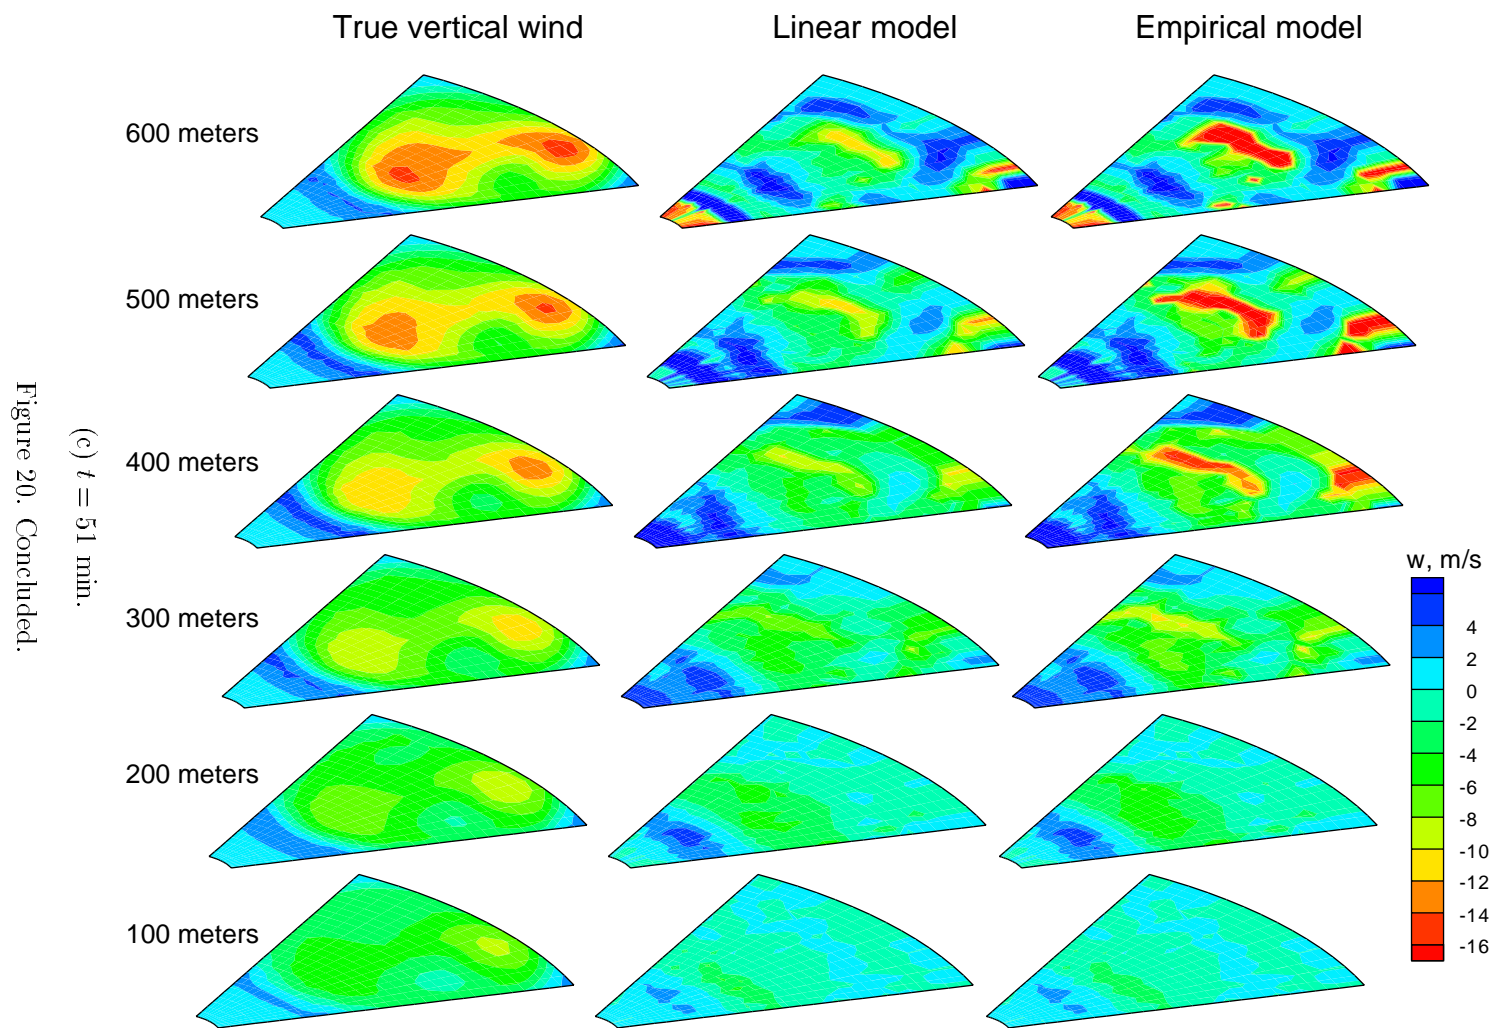 True vertical wind Linear model Empirical model
600 meters
500 meters
400 meters
300 meters
200 meters
100 meters
w, m/s
4
2
0
-2
-4
-6
-8
-10
-12
-14
-16
(c) t = 51 min.
Figure 20. Concluded.